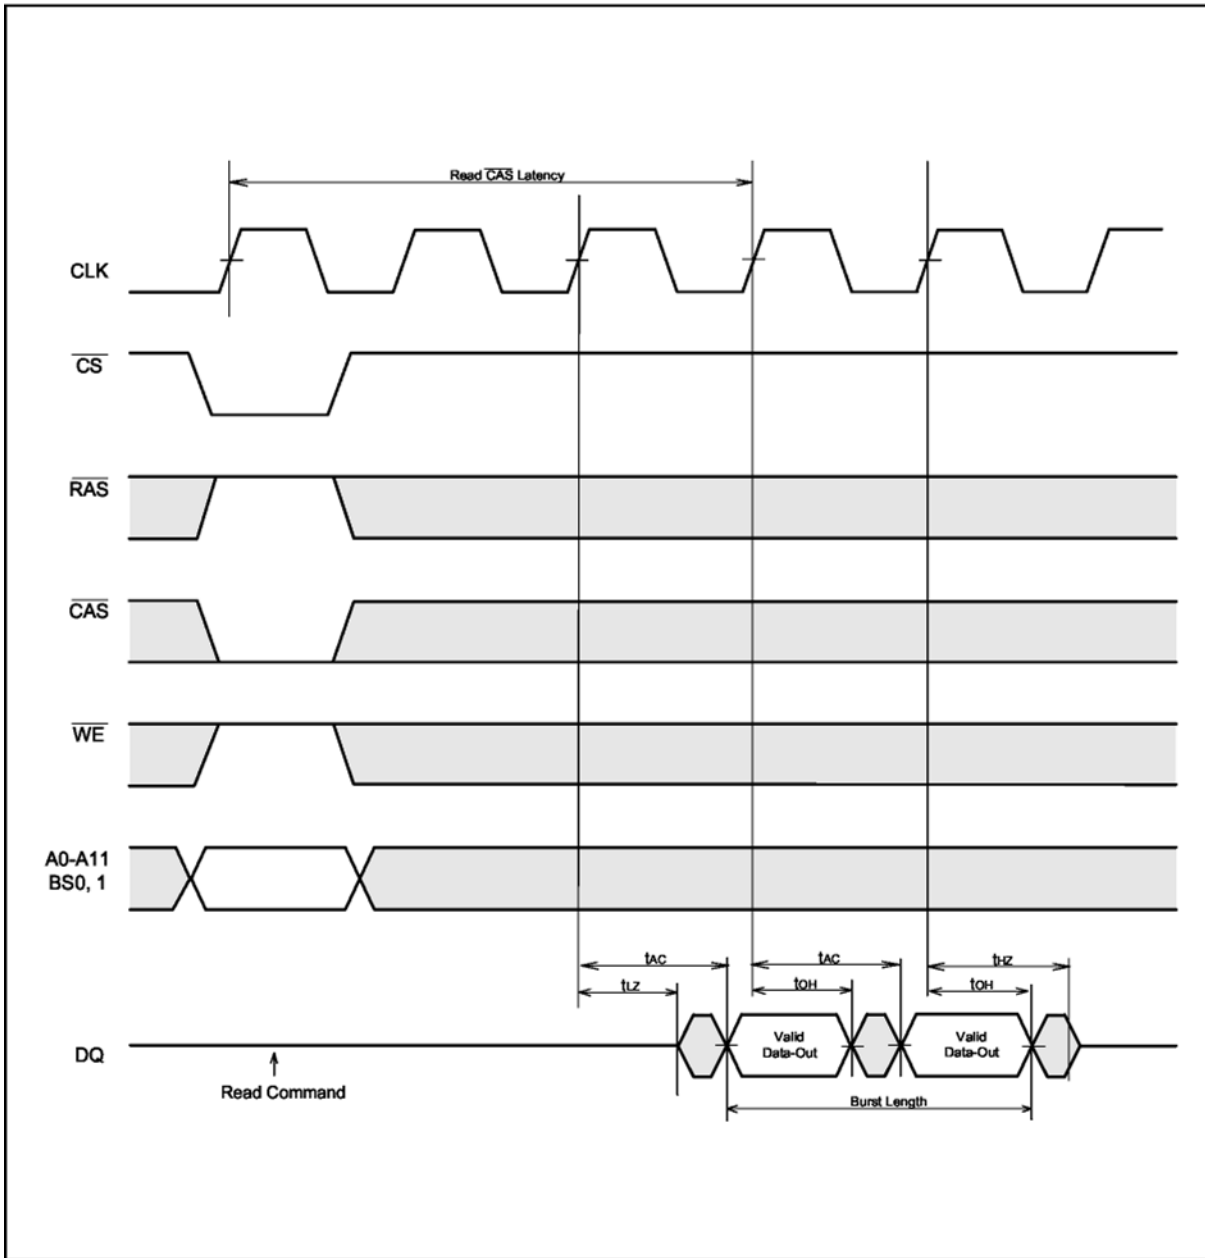 Read CAS Latency
CLK
CS
RAS
CAS
WE
A0-A11
BS0, 1
tAC
tAC
tHZ
tLZ
tOH
tOH
Valid
Data-Out
Valid
Data-Out
DQ
Read Command
Burst Length